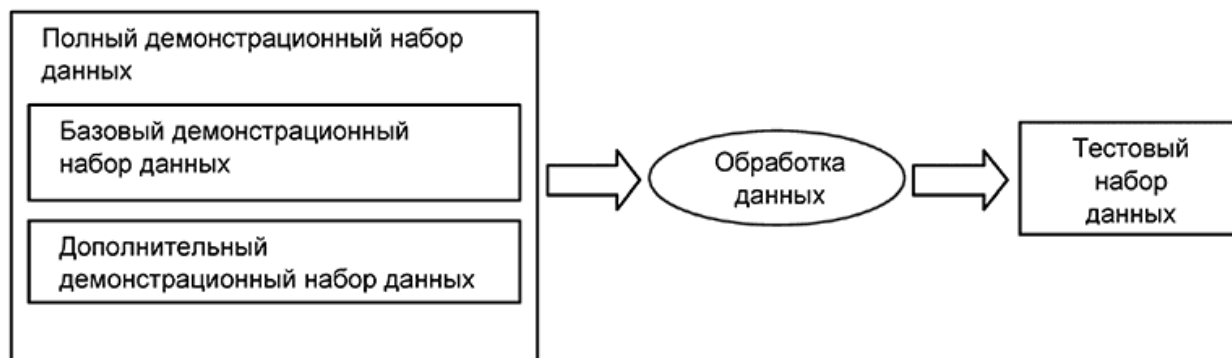 Полный демонстрационный набор
данных
Базовый демонстрационный
набор данных
Дополнительный
демонстрационный набор данных
Обработка
данных
Тестовый
набор
данных